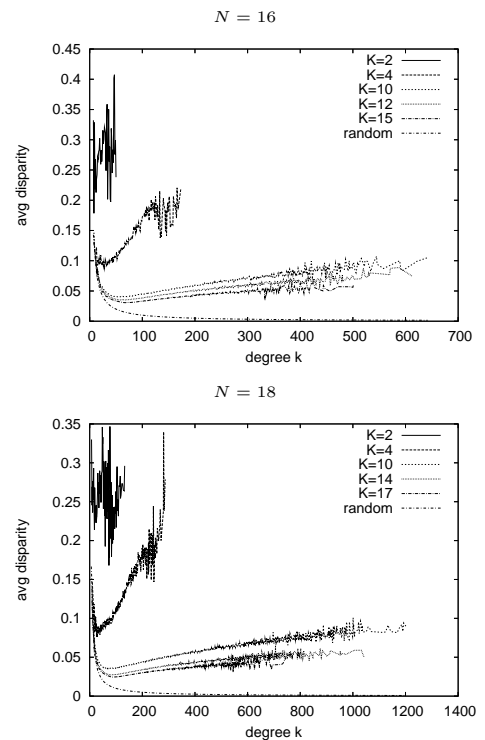 N = 16
0.45
0.4
0.35
0.3
0.25
0.2
0.15
0.1
0.05
0
avg disparity
K=2
K=4
K=10
K=12
K=15
random
0 100 200 300 400 500 600 700
degree k
N = 18
0.35
0.3
0.25
0.2
0.15
0.1
0.05
0
avg disparity
K=2
K=4
K=10
K=14
K=17
random
0 200 400 600 800 1000 1200 1400
degree k